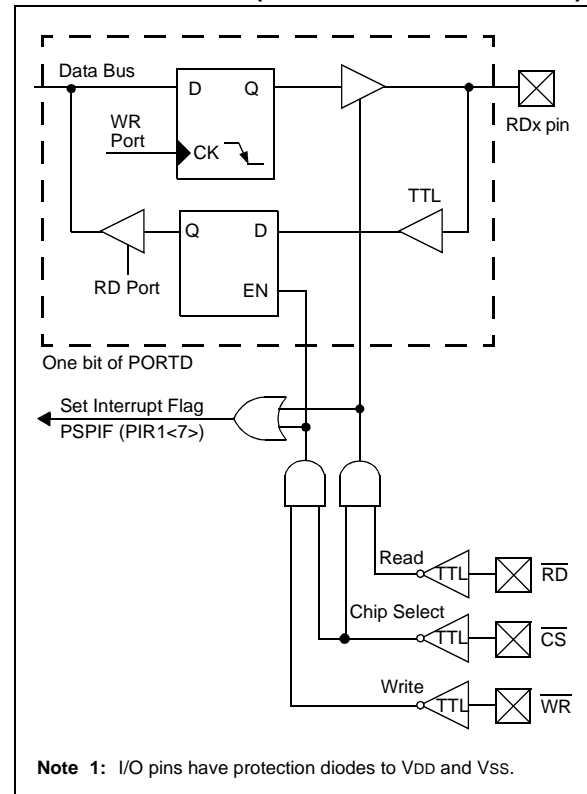 Data Bus
D Q
WR
Port
CK
RDx pin
TTL
Q D
RD Port
EN
One bit of PORTD
Set Interrupt Flag
PSPIF (PIR1<7>)
Read
TTL
RD
Chip Select
TTL
CS
Write
TTL
WR
Note 1: I/O pins have protection diodes to VDD and VSS.